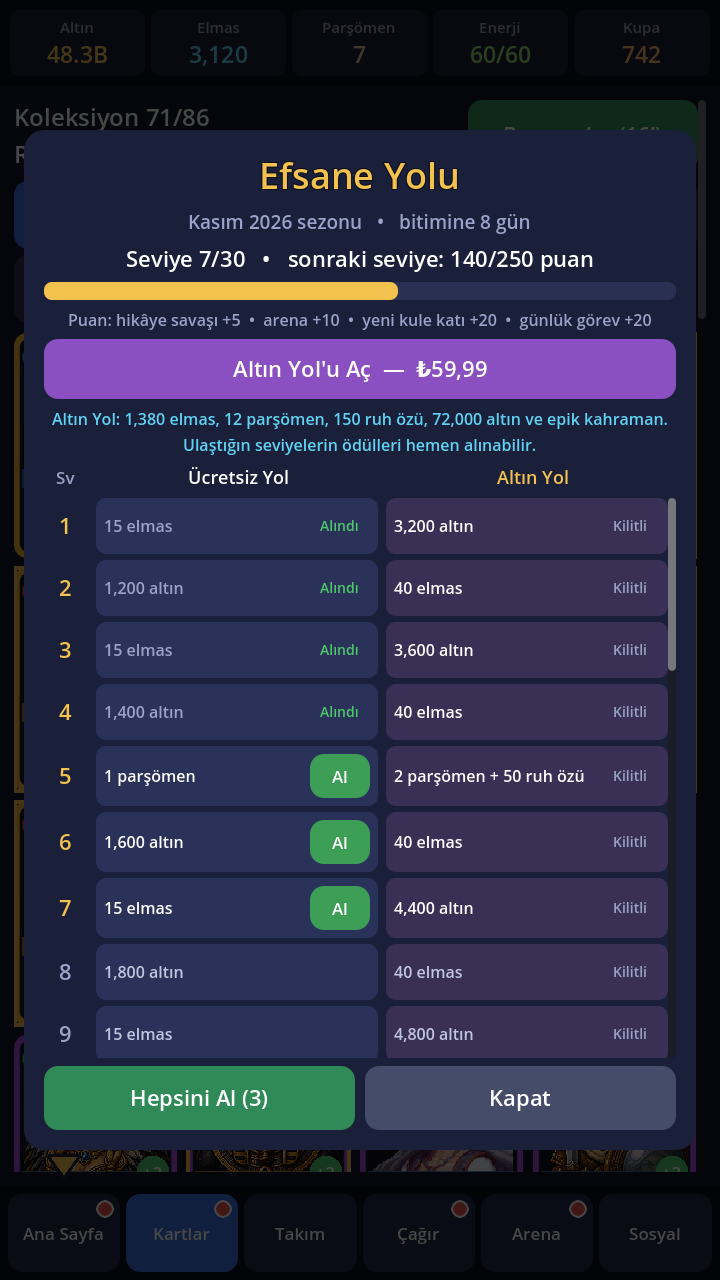 Altın Elmas Parşömen Enerji Kupa
48.3B 3,120 7 60/60 742
Koleksiyon 71/86
Efsane Yolu
Kasım 2026 sezonu • bitimine 8 gün
Seviye 7/30 • sonraki seviye: 140/250 puan
Puan: hikâye savaşı +5 • arena +10 • yeni kule katı +20 • günlük görev +20
Altın Yol'u Aç — ₺59,99
Altın Yol: 1,380 elmas, 12 parşömen, 150 ruh özü, 72,000 altın ve epik kahraman.
Ulaştığın seviyelerin ödülleri hemen alınabilir.
Sv Ücretsiz Yol Altın Yol
1 15 elmas Alındı 3,200 altın Kilitli
2 1,200 altın Alındı 40 elmas Kilitli
3 15 elmas Alındı 3,600 altın Kilitli
4 1,400 altın Alındı 40 elmas Kilitli
5 1 parşömen Al 2 parşömen + 50 ruh özü Kilitli
6 1,600 altın Al 40 elmas Kilitli
7 15 elmas Al 4,400 altın Kilitli
8 1,800 altın 40 elmas Kilitli
9 15 elmas 4,800 altın Kilitli
Hepsini Al (3) Kapat
Ana Sayfa Kartlar Takım Çağır Arena Sosyal